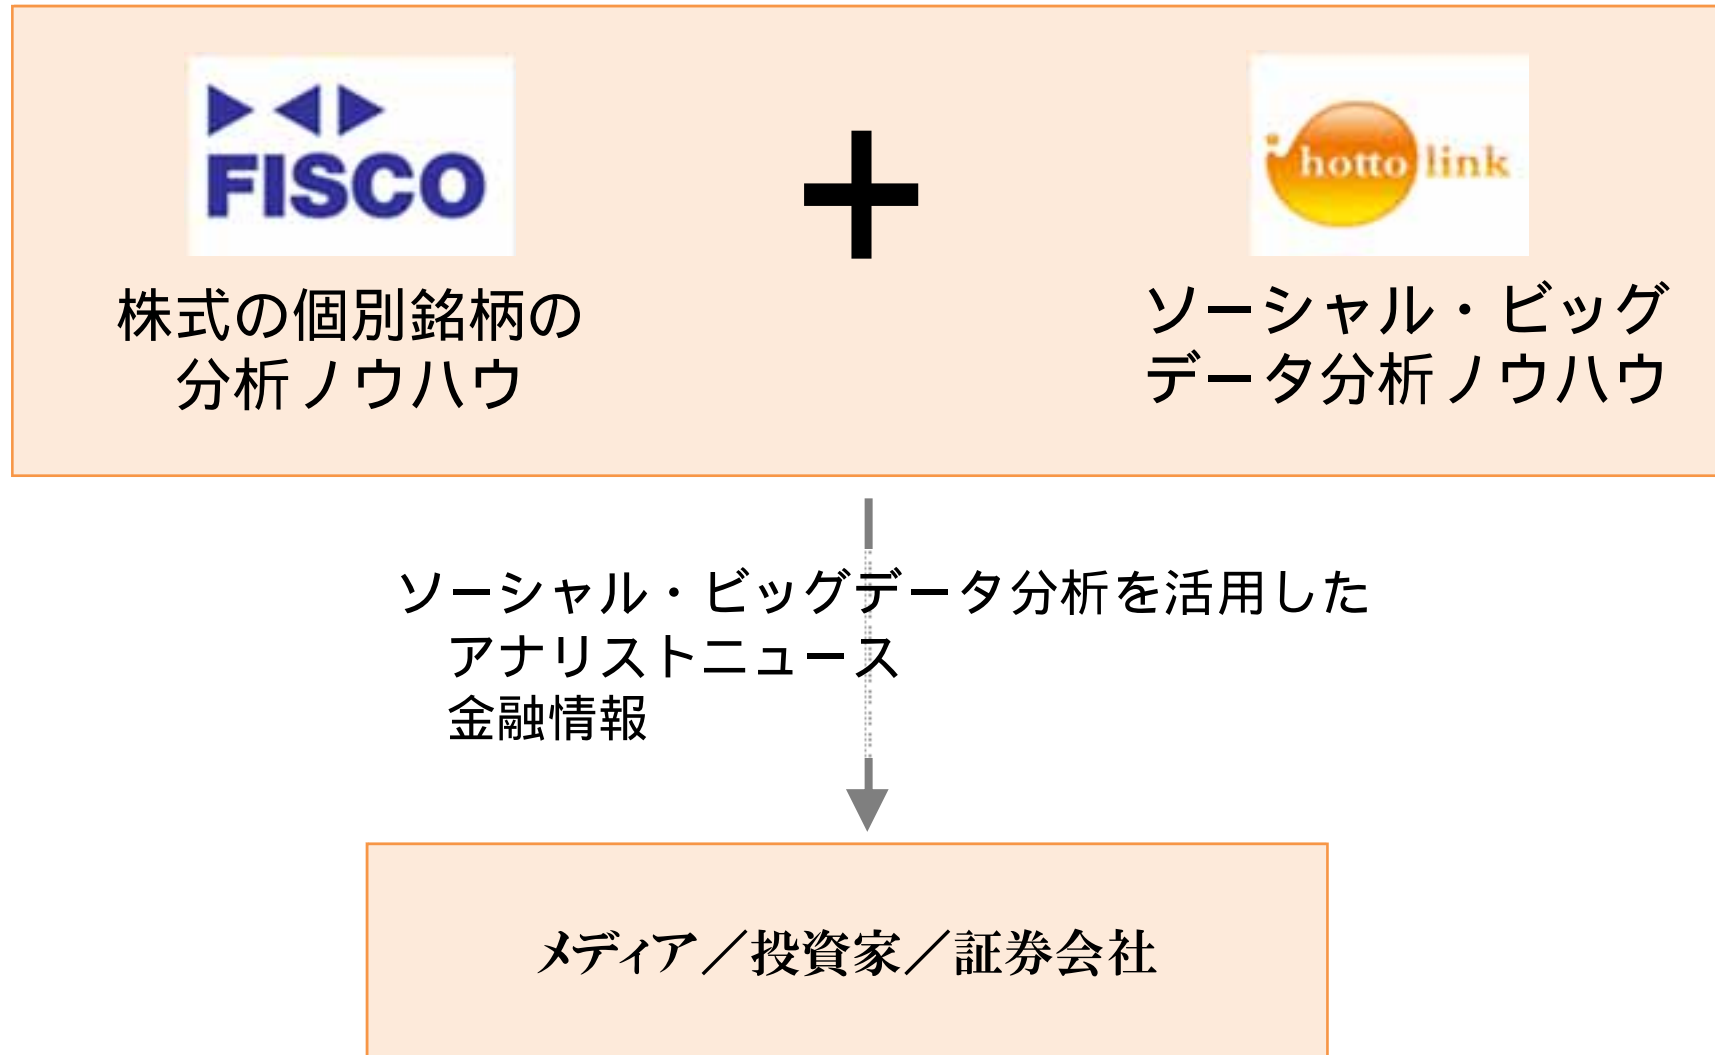 FISCO
hotto link
+
株式の個別銘柄の
分析ノウハウ
ソーシャル・ビッグ
データ分析ノウハウ
ソーシャル・ビッグデータ分析を活用した
アナリストニュース
金融情報
メディア／投資家／証券会社